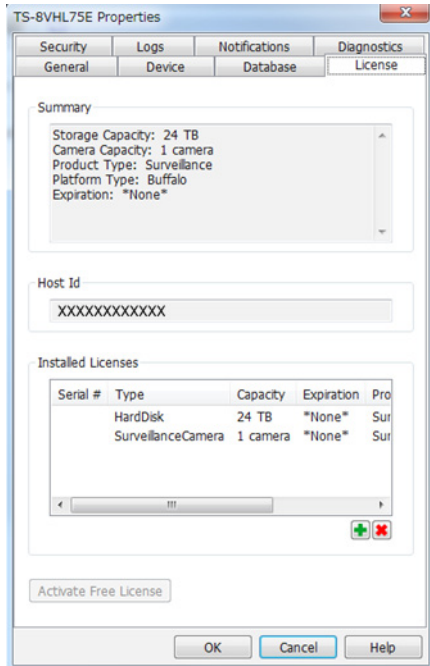 TS-8VHL75E Properties
Security Logs Notifications Diagnostics
General Device Database License
Summary
Storage Capacity: 24 TB
Camera Capacity: 1 camera
Product Type: Surveillance
Platform Type: Buffalo
Expiration: *None*
Host Id
XXXXXXXXXXXX
Installed Licenses
Serial # Type Capacity Expiration Pro
HardDisk 24 TB *None* Sur
SurveillanceCamera 1 camera *None* Sur
Activate Free License
OK Cancel Help